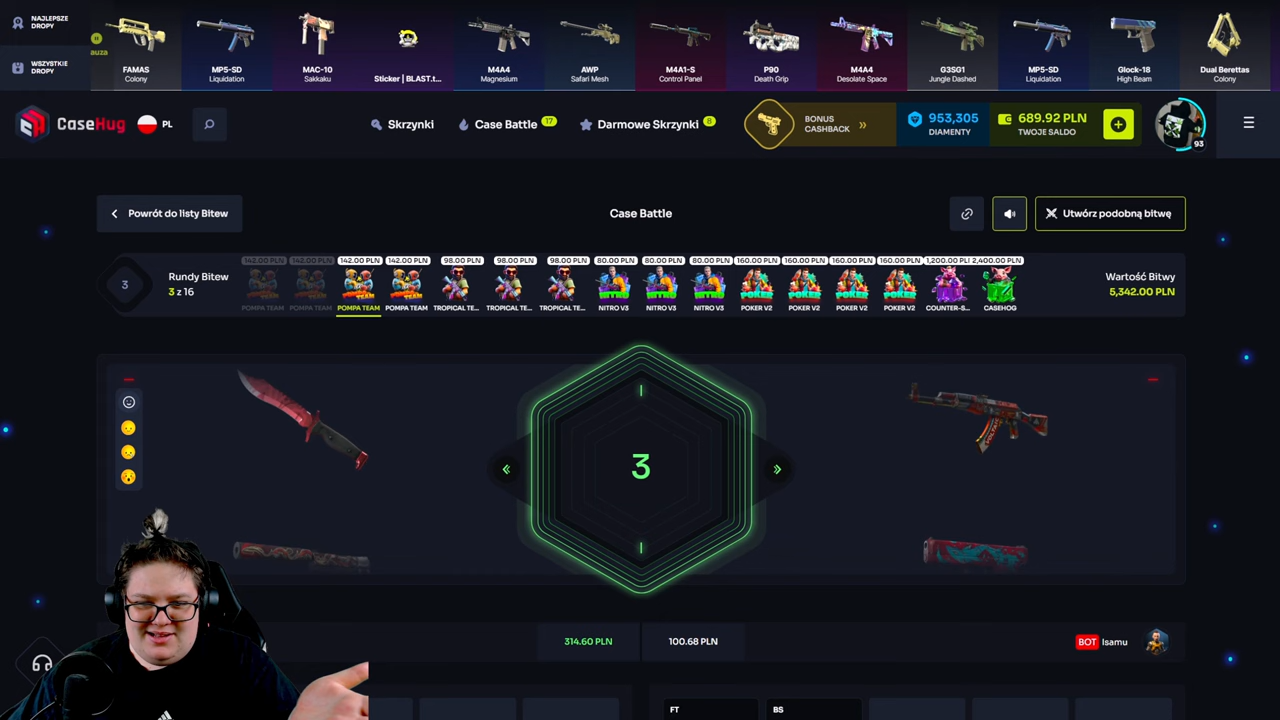 NAJLEPSZE
DROPY
WSZYSTKIE
DROPY
auza
FAMAS
Colony
MP5-SD
Liquidation
MAC-10
Sakkaku
Sticker | BLAST.t...
M4A4
Magnesium
AWP
Safari Mesh
M4A1-S
Control Panel
P90
Death Grip
M4A4
Desolate Space
G3SG1
Jungle Dashed
MP5-SD
Liquidation
Glock-18
High Beam
Dual Berettas
Colony
CaseHug
PL
Skrzynki
Case Battle 17
Darmowe Skrzynki 8
BONUS
CASHBACK
953,305
DIAMENTY
689.92 PLN
TWOJE SALDO
93
Powrót do listy Bitew
Case Battle
Utwórz podobną bitwę
3
Rundy Bitew
3 z 16
142.00 PLN 142.00 PLN 142.00 PLN 142.00 PLN 98.00 PLN 98.00 PLN 98.00 PLN 80.00 PLN 80.00 PLN 80.00 PLN 160.00 PLN 160.00 PLN 160.00 PLN 160.00 PLN 1,200.00 PLN 2,400.00 PLN
POMPA TEAM POMPA TEAM POMPA TEAM POMPA TEAM TROPICAL TE... TROPICAL TE... TROPICAL TE... NITRO V3 NITRO V3 NITRO V3 POKER V2 POKER V2 POKER V2 POKER V2 COUNTER-S... CASEHOG
Wartość Bitwy
5,342.00 PLN
3
314.60 PLN
100.68 PLN
BOT Isamu
FT
BS